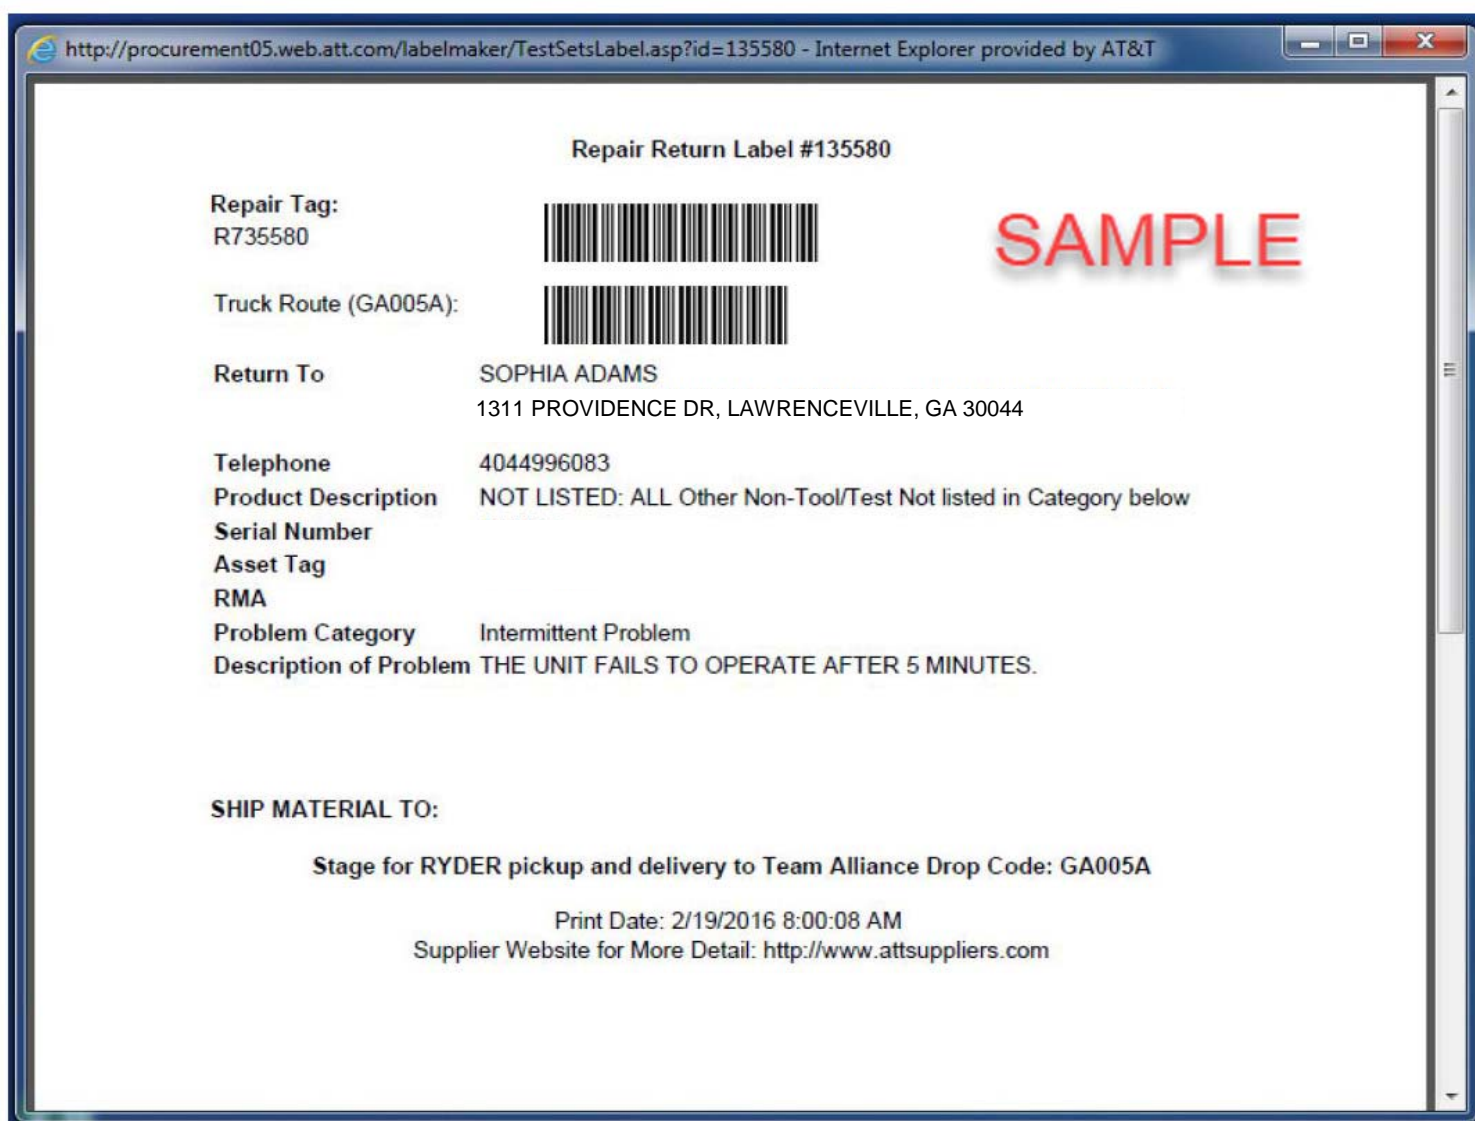 http://procurement05.web.att.com/labelmaker/TestSetsLabel.asp?id=135580 - Internet Explorer provided by AT&T
Repair Return Label #135580
Repair Tag:
R735580
SAMPLE
Truck Route (GA005A):
Return To SOPHIA ADAMS
1311 PROVIDENCE DR, LAWRENCEVILLE, GA 30044
Telephone 4044996083
Product Description NOT LISTED: ALL Other Non-Tool/Test Not listed in Category below
Serial Number
Asset Tag
RMA
Problem Category Intermittent Problem
Description of Problem THE UNIT FAILS TO OPERATE AFTER 5 MINUTES.
SHIP MATERIAL TO:
Stage for RYDER pickup and delivery to Team Alliance Drop Code: GA005A
Print Date: 2/19/2016 8:00:08 AM
Supplier Website for More Detail: http://www.attsuppliers.com